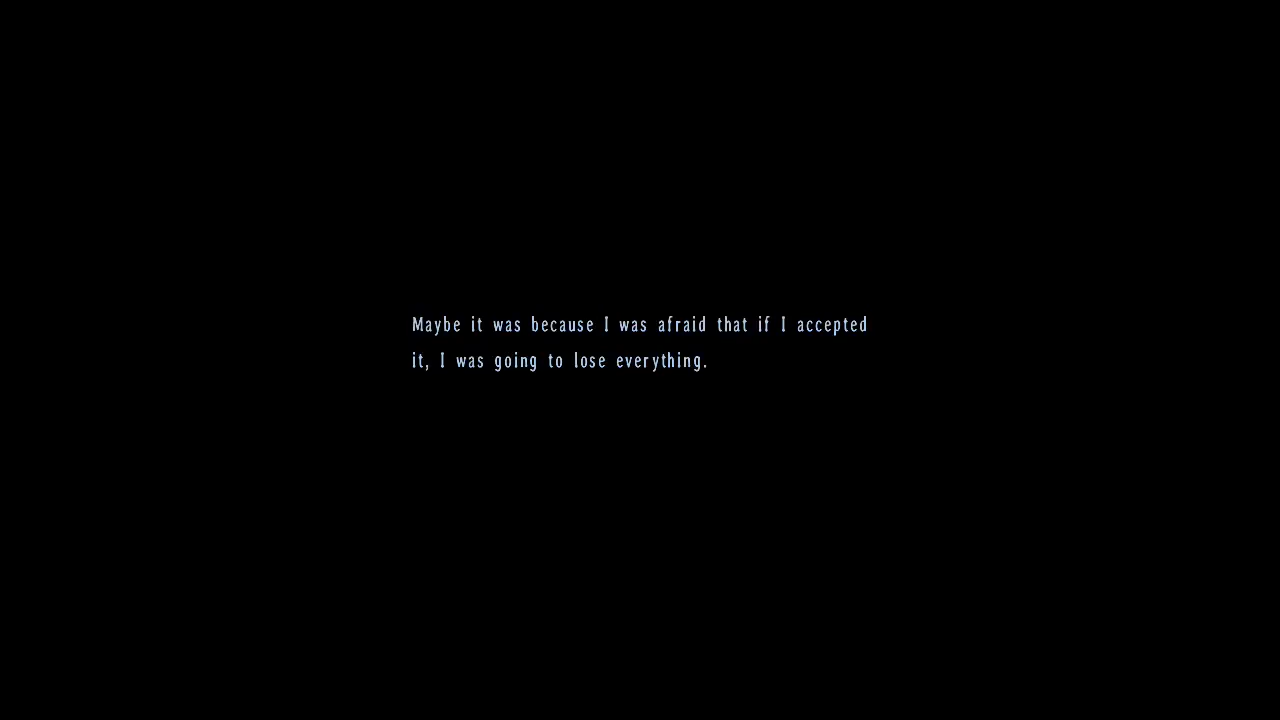 Maybe it was because I was afraid that if I accepted
it, I was going to lose everything.